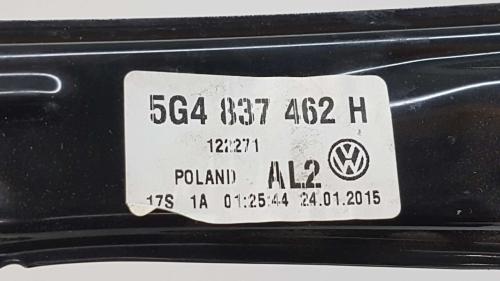 5G4 837 462 H
122271
POLAND AL2
17S 1A 01:25:44 24.01.2015